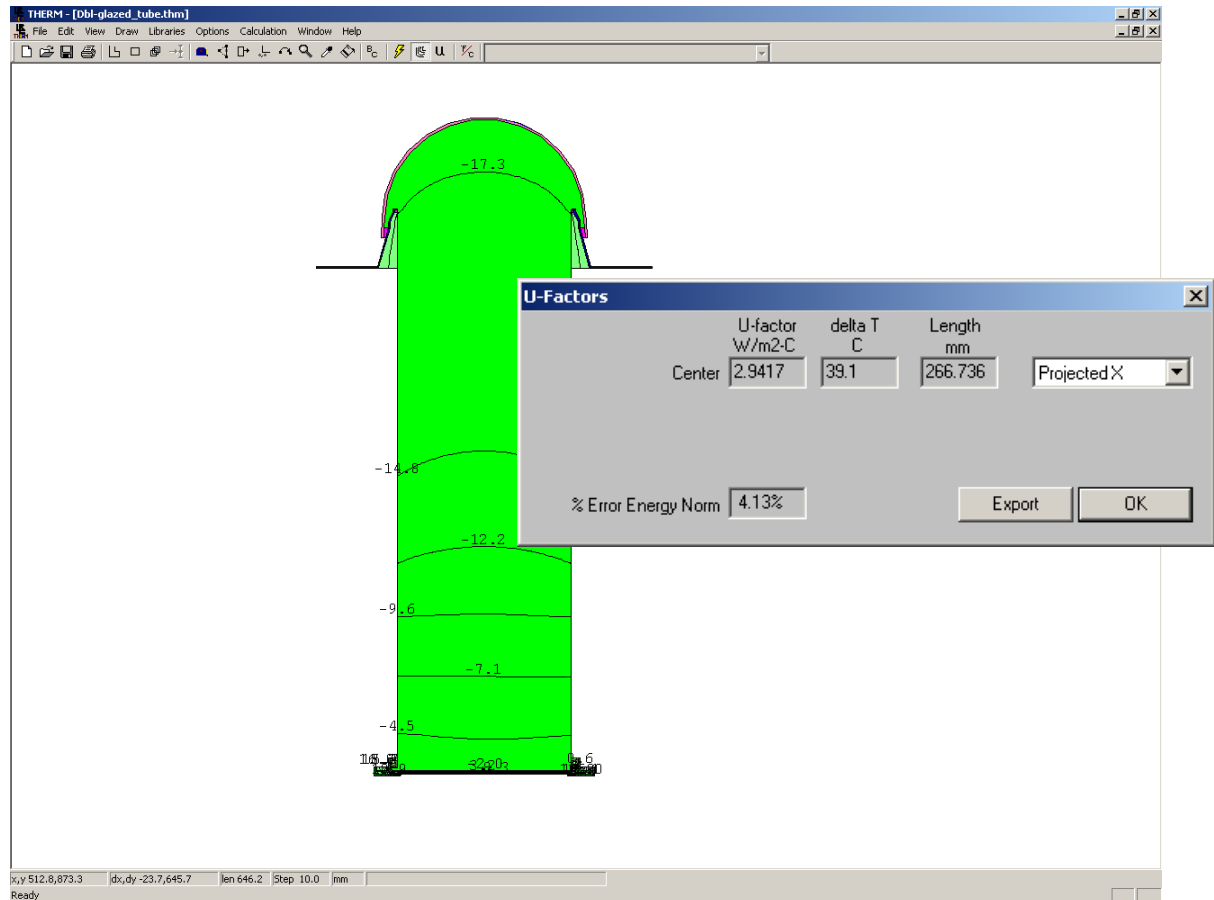 THERM - [Dbl-glazed_tube.thm]
File Edit View Draw Libraries Options Calculation Window Help
-17.3
U-Factors
U-factor delta T Length
W/m2-C C mm
Center 2.9417 39.1 266.736 Projected X
-14.8
% Error Energy Norm 4.13% Export OK
-12.2
-9.6
-7.1
-4.5
x,y 512.8,873.3 dx,dy -23.7,645.7 len 646.2 Step 10.0 mm
Ready